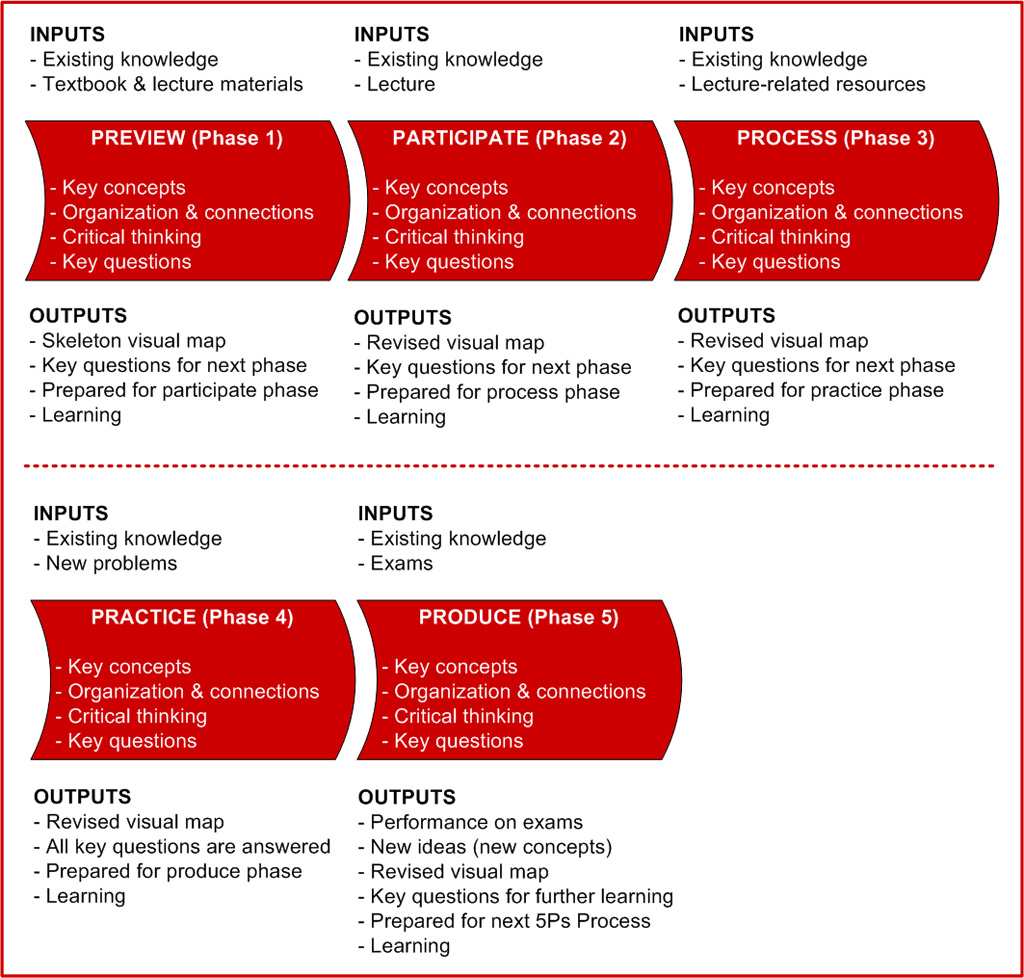 INPUTS
- Existing knowledge
- Textbook & lecture materials
PREVIEW (Phase 1)
- Key concepts
- Organization & connections
- Critical thinking
- Key questions
OUTPUTS
- Skeleton visual map
- Key questions for next phase
- Prepared for participate phase
- Learning
INPUTS
- Existing knowledge
- Lecture
PARTICIPATE (Phase 2)
- Key concepts
- Organization & connections
- Critical thinking
- Key questions
OUTPUTS
- Revised visual map
- Key questions for next phase
- Prepared for process phase
- Learning
INPUTS
- Existing knowledge
- Lecture-related resources
PROCESS (Phase 3)
- Key concepts
- Organization & connections
- Critical thinking
- Key questions
OUTPUTS
- Revised visual map
- Key questions for next phase
- Prepared for practice phase
- Learning
INPUTS
- Existing knowledge
- New problems
PRACTICE (Phase 4)
- Key concepts
- Organization & connections
- Critical thinking
- Key questions
OUTPUTS
- Revised visual map
- All key questions are answered
- Prepared for produce phase
- Learning
INPUTS
- Existing knowledge
- Exams
PRODUCE (Phase 5)
- Key concepts
- Organization & connections
- Critical thinking
- Key questions
OUTPUTS
- Performance on exams
- New ideas (new concepts)
- Revised visual map
- Key questions for further learning
- Prepared for next 5Ps Process
- Learning